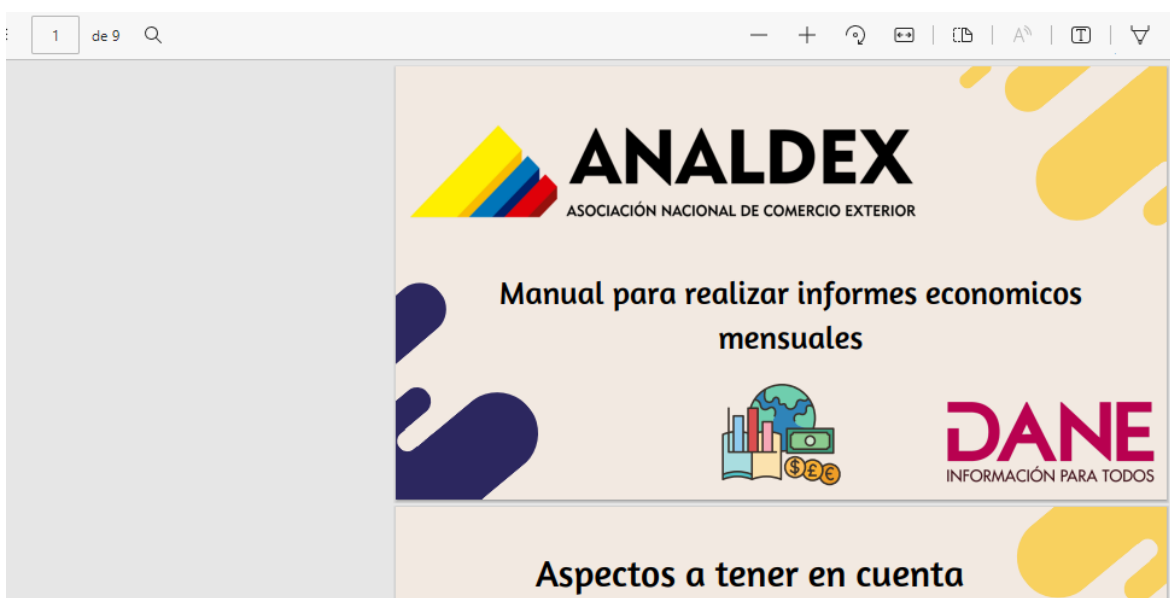 1 de 9
ANALDEX
ASOCIACIÓN NACIONAL DE COMERCIO EXTERIOR
Manual para realizar informes economicos
mensuales
DANE
INFORMACIÓN PARA TODOS
Aspectos a tener en cuenta